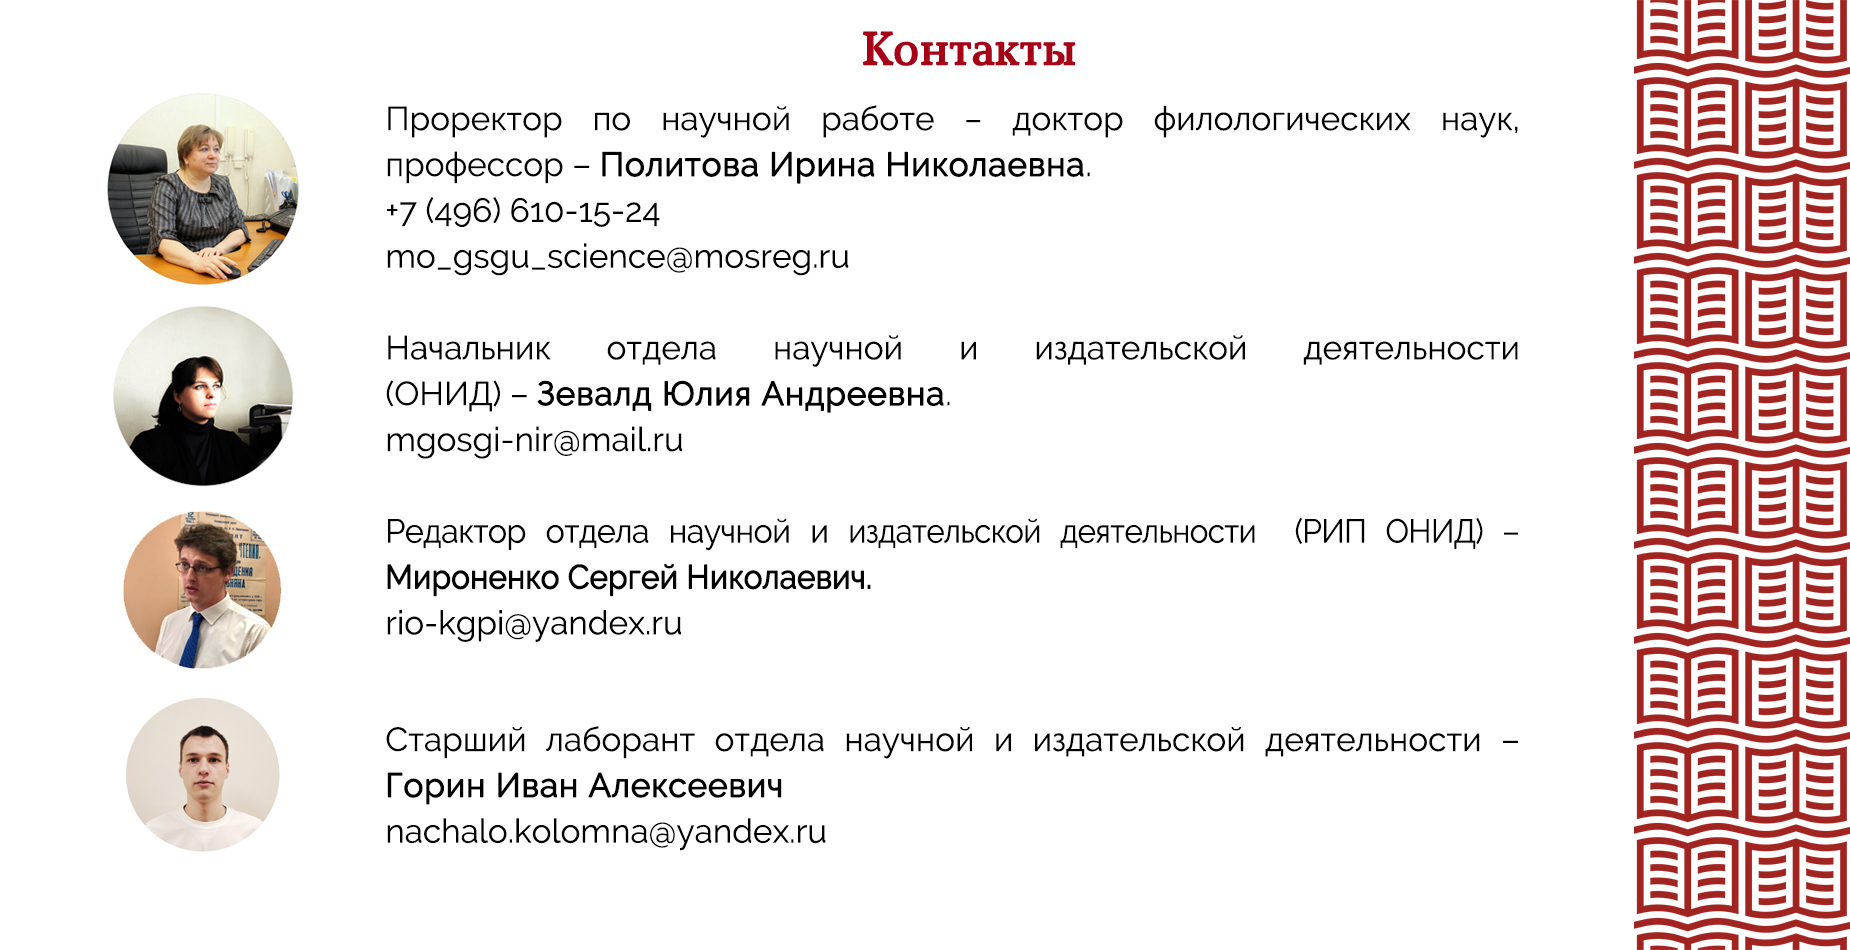 Контакты
Проректор по научной работе – доктор филологических наук,
профессор – Политова Ирина Николаевна.
+7 (496) 610-15-24
mo_gsgu_science@mosreg.ru
Начальник отдела научной и издательской деятельности
(ОНИД) – Зевалд Юлия Андреевна.
mgosgi-nir@mail.ru
Редактор отдела научной и издательской деятельности (РИП ОНИД) –
Мироненко Сергей Николаевич.
rio-kgpi@yandex.ru
Старший лаборант отдела научной и издательской деятельности –
Горин Иван Алексеевич
nachalo.kolomna@yandex.ru